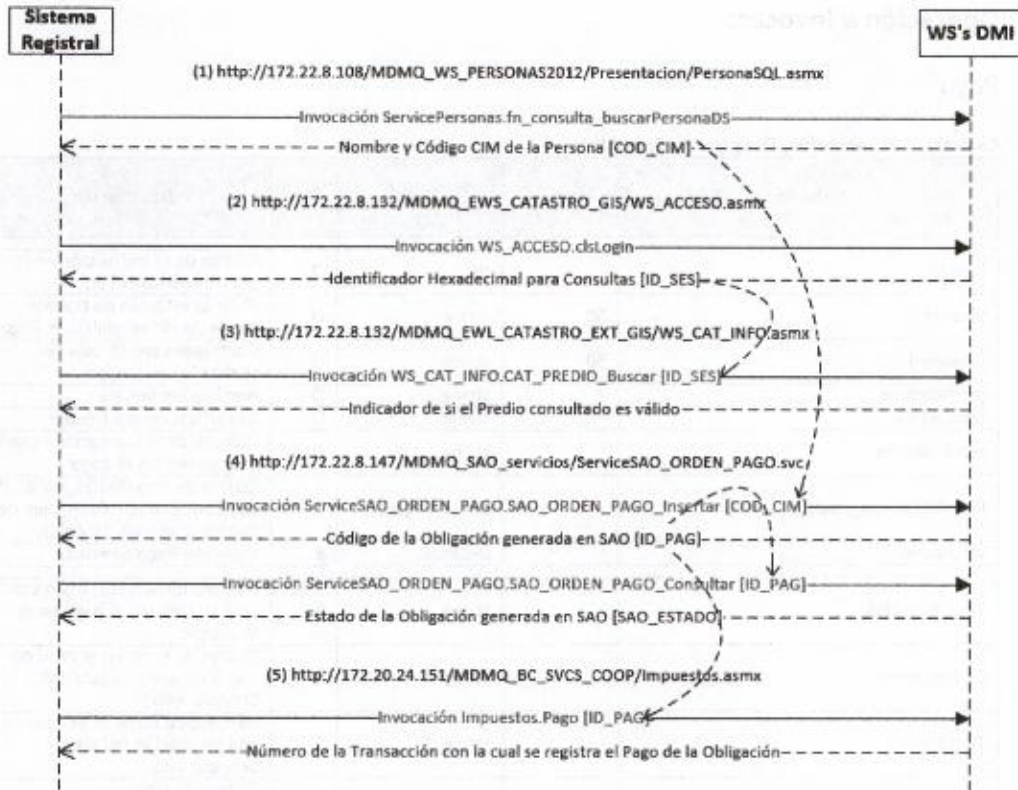 Sistema
Registral
WS's DMI
(1) http://172.22.8.108/MDMQ_WS_PERSONAS2012/Presentacion/PersonaSQL.asmx
Invocación ServicePersonas.fn_consulta_buscarPersonaDS
Nombre y Código CIM de la Persona [COD_CIM]
(2) http://172.22.8.132/MDMQ_EWS_CATASTRO_GIS/WS_ACCESO.asmx
Invocación WS_ACCESO.clsLogin
Identificador Hexadecimal para Consultas [ID_SES]
(3) http://172.22.8.132/MDMQ_EWL_CATASTRO_EXT_GIS/WS_CAT_INFO.asmx
Invocación WS_CAT_INFO.CAT_PREDIO_Buscar [ID_SES]
Indicador de si el Predio consultado es válido
(4) http://172.22.8.147/MDMQ_SAO_servicios/ServiceSAO_ORDEN_PAGO.svc
Invocación ServiceSAO_ORDEN_PAGO.SAO_ORDEN_PAGO_Insertar [COD_CIM]
Código de la Obligación generada en SAO [ID_PAG]
Invocación ServiceSAO_ORDEN_PAGO.SAO_ORDEN_PAGO_Consultar [ID_PAG]
Estado de la Obligación generada en SAO [SAO_ESTADO]
(5) http://172.20.24.151/MDMQ_BC_SVCS_COOP/Impuestos.asmx
Invocación Impuestos.Pago [ID_PAG]
Número de la Transacción con la cual se registra el Pago de la Obligación